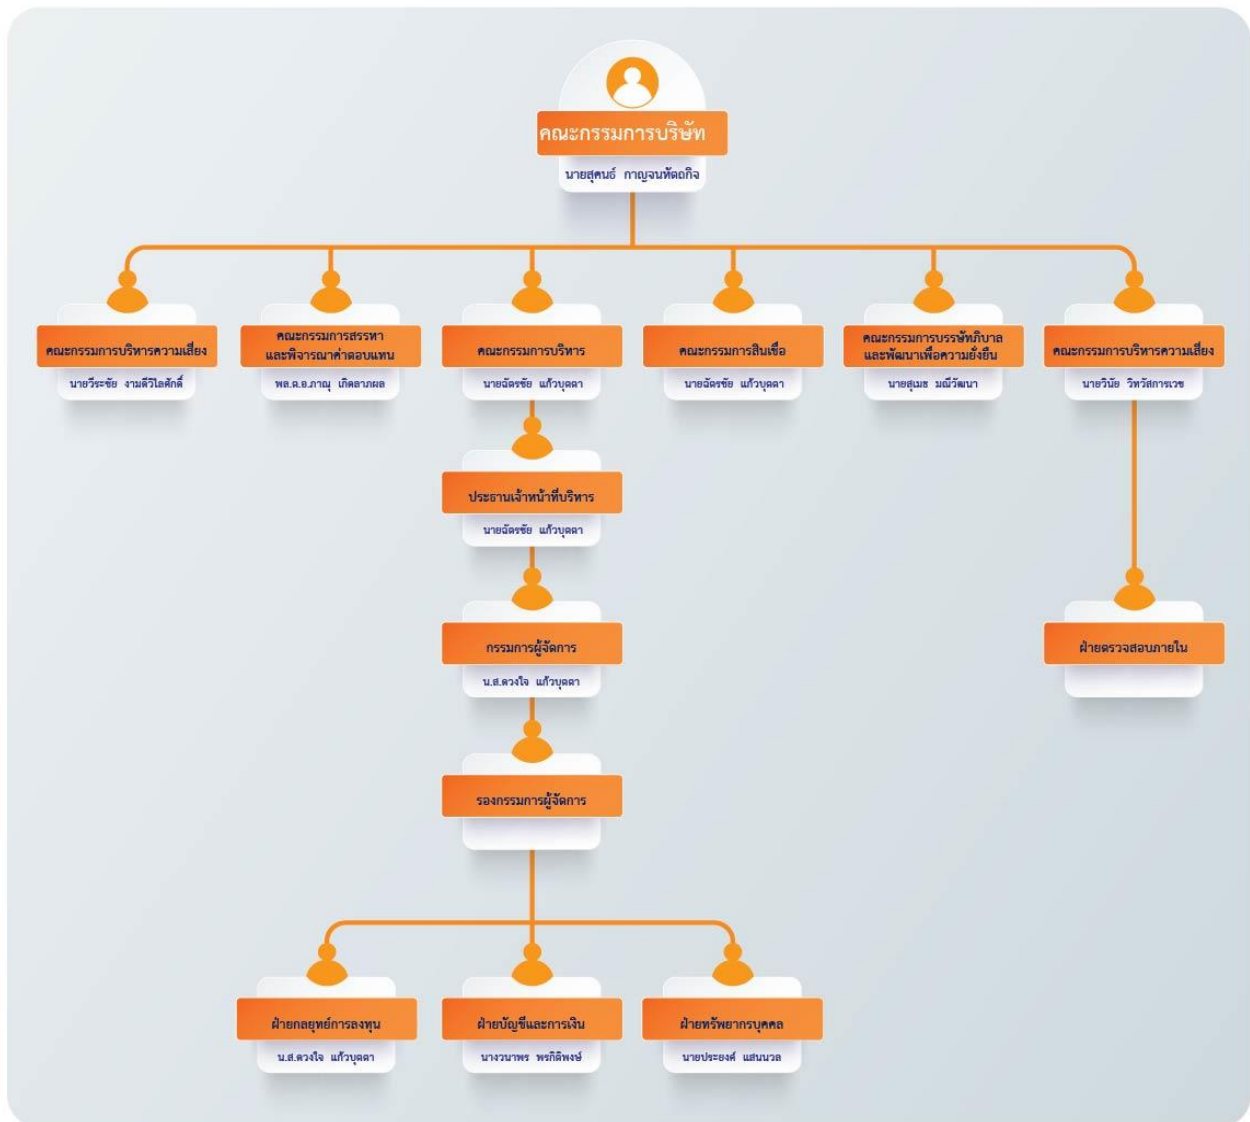 คณะกรรมการบริษัท
นายสุคนธ์ กาญจนหัตถกิจ
คณะกรรมการบริหารความเสี่ยง
นายวีระชัย งามดีวิไลศักดิ์
คณะกรรมการสรรหา
และพิจารณาค่าตอบแทน
พล.ต.อ.ภาณุ เกิดลาภผล
คณะกรรมการบริหาร
นายฉัตรชัย แก้วบุตตา
คณะกรรมการสินเชื่อ
นายฉัตรชัย แก้วบุตตา
คณะกรรมการบรรษัทภิบาล
และพัฒนาเพื่อความยั่งยืน
นายสุเมธ มณีวัฒนา
คณะกรรมการบริหารความเสี่ยง
นายวินัย วิทวัสการเวช
ประธานเจ้าหน้าที่บริหาร
นายฉัตรชัย แก้วบุตตา
กรรมการผู้จัดการ
น.ส.ดวงใจ แก้วบุตตา
ฝ่ายตรวจสอบภายใน
รองกรรมการผู้จัดการ
ฝ่ายกลยุทย์การลงทุน
น.ส.ดวงใจ แก้วบุตตา
ฝ่ายบัญชีและการเงิน
นางวนาพร พรกิติพงษ์
ฝ่ายทรัพยากรบุคคล
นายประยงค์ แสนนวล